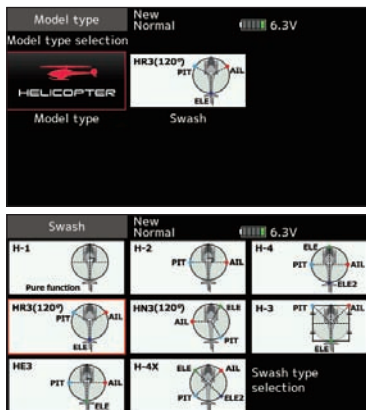 Model type
New
Normal
6.3V
Model type selection
HELICOPTER
HR3(120º)
PIT
AIL
ELE
Model type
Swash
Swash
New
Normal
6.3V
H-1
Pure function
H-2
PIT
AIL
H-4
ELE
PIT
AIL
ELE2
HR3(120º)
PIT
AIL
ELE
HN3(120º)
ELE
AIL
PIT
H-3
PIT
AIL
ELE
HE3
PIT
AIL
ELE
H-4X
ELE
AIL
PIT
ELE2
Swash type
selection